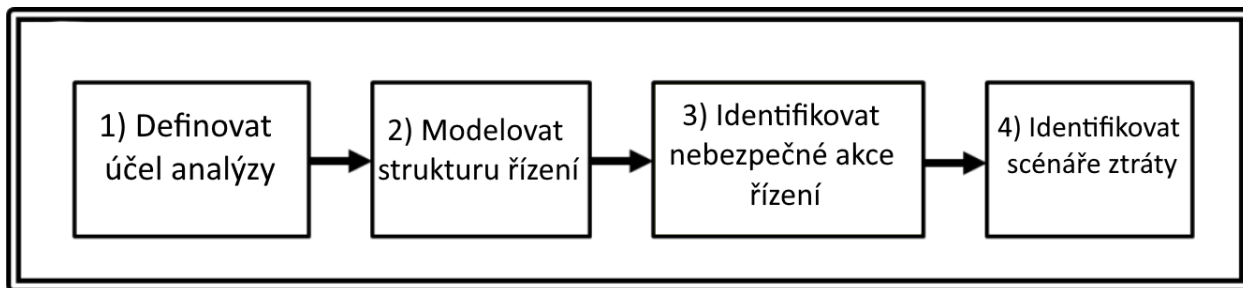 1) Definovat
účel analýzy
2) Modelovat
strukturu řízení
3) Identifikovat
nebezpečné akce
řízení
4) Identifikovat
scénáře ztráty